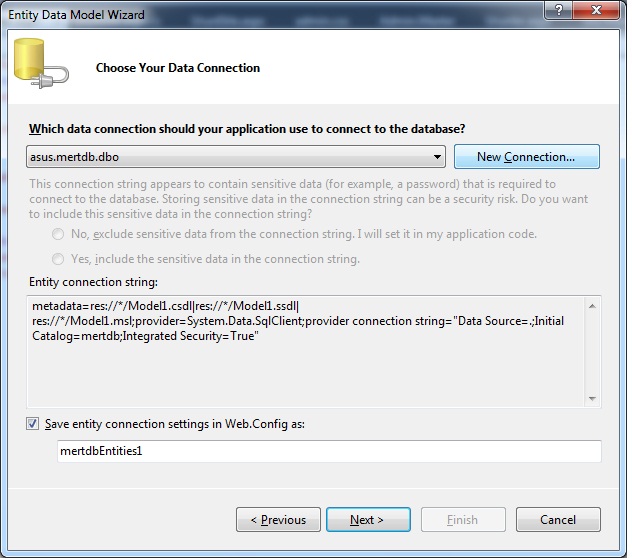 Entity Data Model Wizard
?
Choose Your Data Connection
Which data connection should your application use to connect to the database?
asus.mertdb.dbo
New Connection...
This connection string appears to contain sensitive data (for example, a password) that is required to
connect to the database. Storing sensitive data in the connection string can be a security risk. Do you want
to include this sensitive data in the connection string?
No, exclude sensitive data from the connection string. I will set it in my application code.
Yes, include the sensitive data in the connection string.
Entity connection string:
metadata=res://*/Model1.csdl|res://*/Model1.ssdl|
res://*/Model1.msl;provider=System.Data.SqlClient;provider connection string="Data Source=.;Initial
Catalog=mertdb;Integrated Security=True"
Save entity connection settings in Web.Config as:
mertdbEntities1
< Previous
Next >
Finish
Cancel